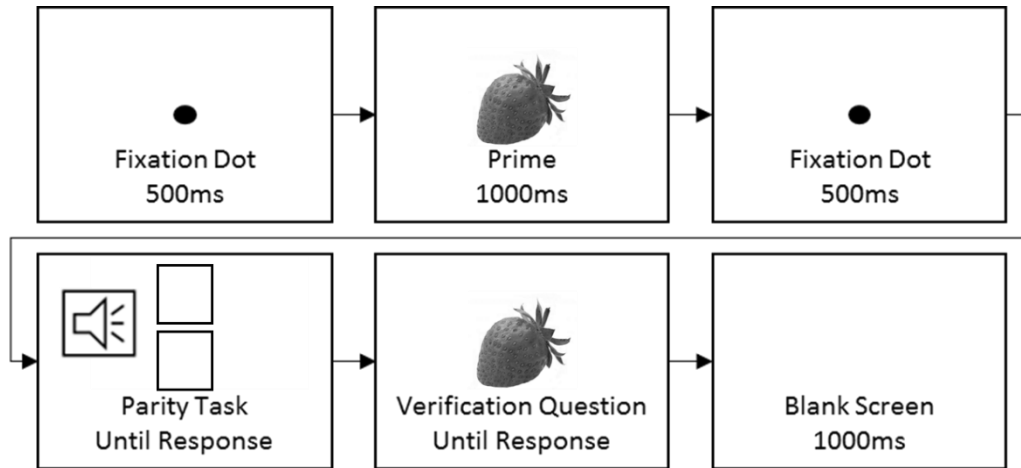 Fixation Dot
500ms
Prime
1000ms
Fixation Dot
500ms
Parity Task
Until Response
Verification Question
Until Response
Blank Screen
1000ms